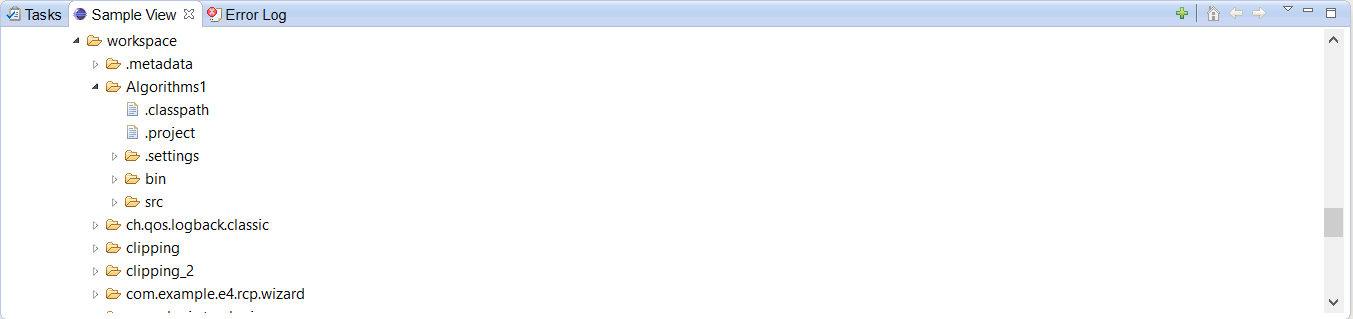 Tasks Sample View Error Log
workspace
.metadata
Algorithms1
.classpath
.project
.settings
bin
src
ch.qos.logback.classic
clipping
clipping_2
com.example.e4.rcp.wizard